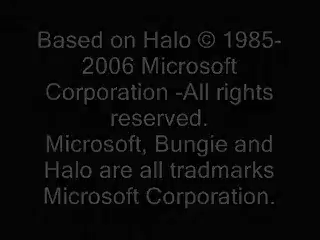 Based on Halo © 1985-
2006 Microsoft
Corporation -All rights
reserved.
Microsoft, Bungie and
Halo are all tradmarks
Microsoft Corporation.